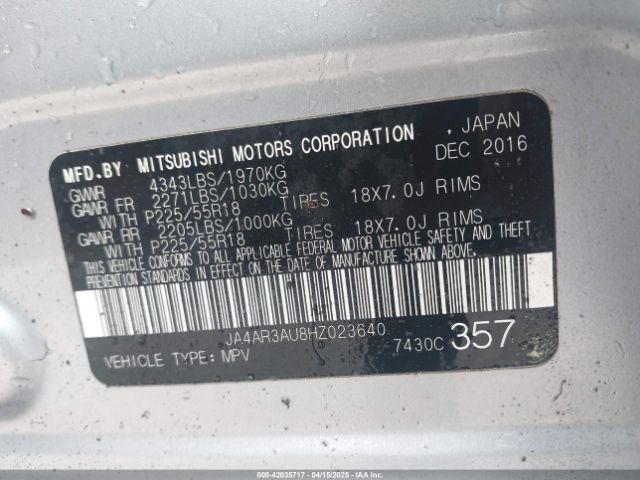 MFD.BY MITSUBISHI MOTORS CORPORATION , JAPAN
DEC 2016
GVWR 4343LBS/1970KG
GAWR FR 2271LBS/1030KG
WITH P225/55R18 TIRES 18X7.0J RIMS
GAWR RR 2205LBS/1000KG
WITH P225/55R18 TIRES 18X7.0J RIMS
THIS VEHICLE CONFORMS TO ALL APPLICABLE FEDERAL MOTOR VEHICLE SAFETY AND THEFT
PREVENTION STANDARDS IN EFFECT ON THE DATE OF MANUFACTURE SHOWN ABOVE.
JA4AR3AU8HZ023640
VEHICLE TYPE: MPV 7430C 357
000-42035717 - 04/15/2025 - IAAI.COM